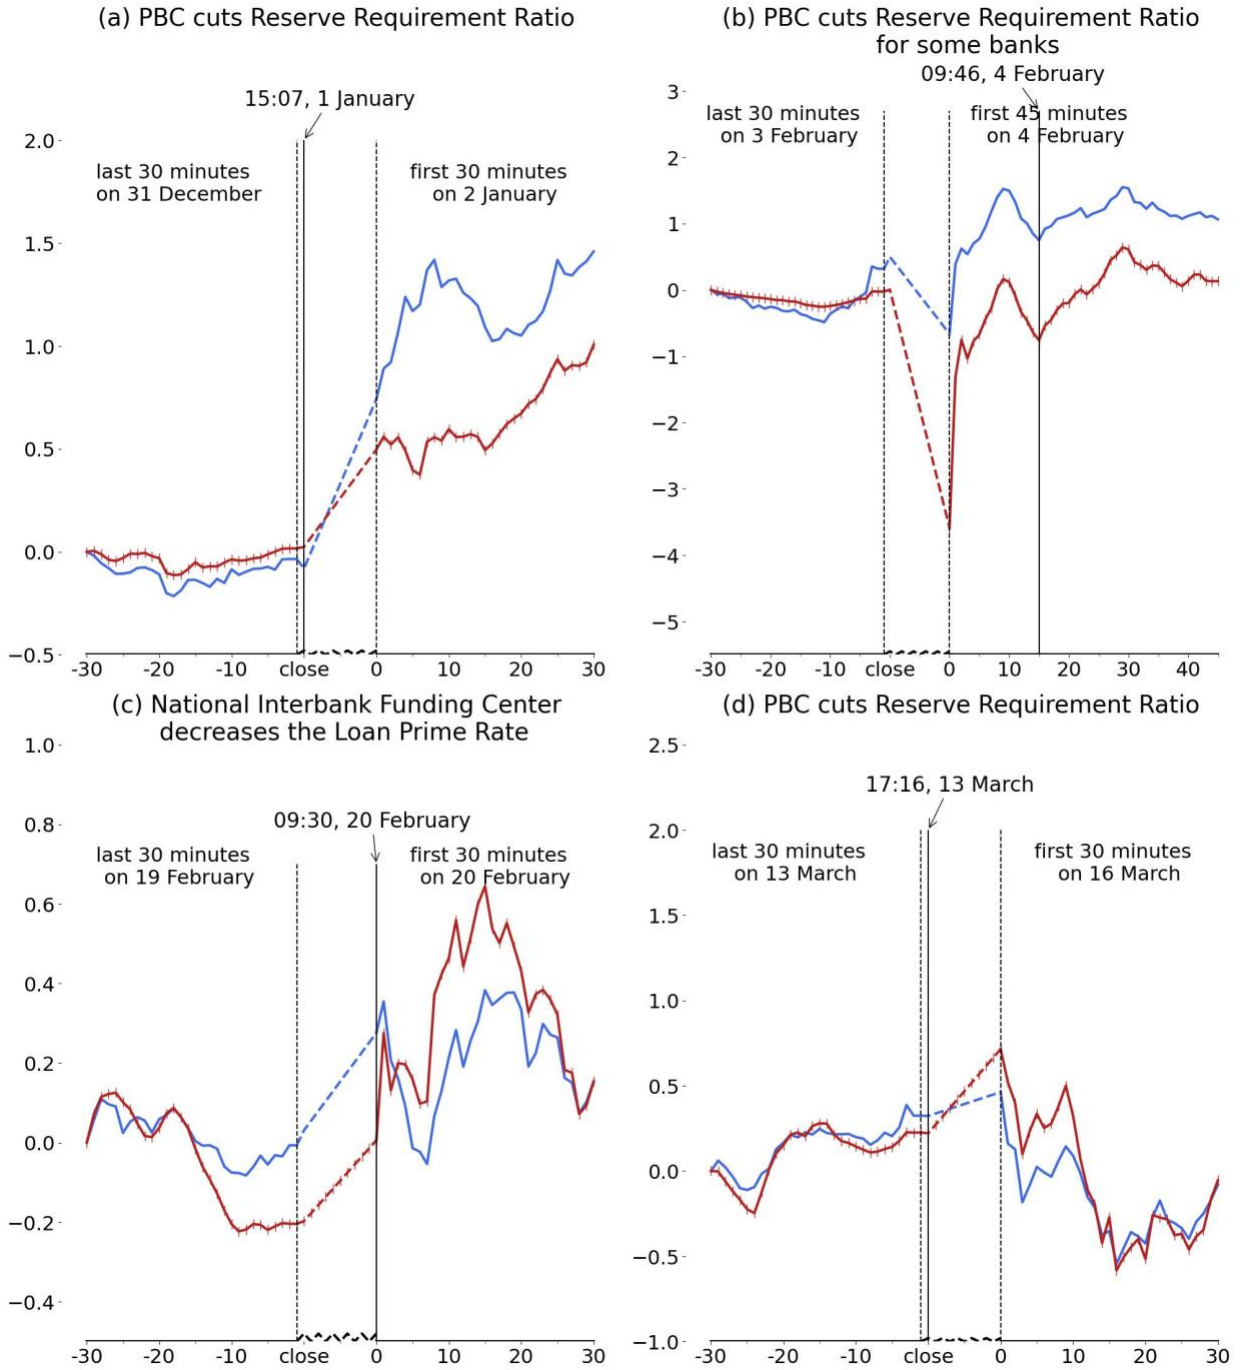 (a) PBC cuts Reserve Requirement Ratio
15:07, 1 January
2.0
last 30 minutes
on 31 December
first 30 minutes
on 2 January
1.5
1.0
0.5
0.0
−0.5
-30 -20 -10 close 0 10 20 30
(b) PBC cuts Reserve Requirement Ratio
for some banks
09:46, 4 February
3
last 30 minutes
on 3 February
first 45 minutes
on 4 February
2
1
0
−1
−2
−3
−4
−5
-30 -20 -10 close 0 10 20 30 40
(c) National Interbank Funding Center
decreases the Loan Prime Rate
1.0
0.8
09:30, 20 February
last 30 minutes
on 19 February
first 30 minutes
on 20 February
0.6
0.4
0.2
0.0
−0.2
−0.4
-30 -20 -10 close 0 10 20 30
(d) PBC cuts Reserve Requirement Ratio
2.5
17:16, 13 March
2.0
last 30 minutes
on 13 March
first 30 minutes
on 16 March
1.5
1.0
0.5
0.0
−0.5
−1.0
-30 -20 -10 close 0 10 20 30